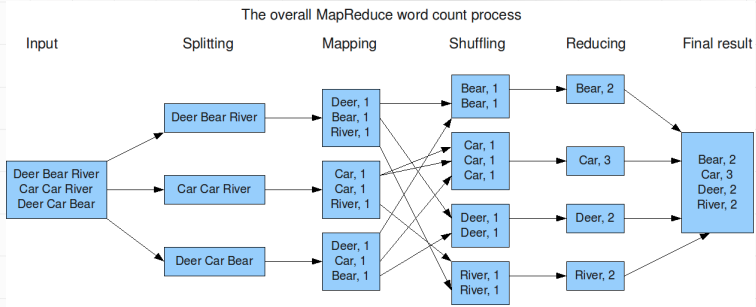 The overall MapReduce word count process
Input
Splitting
Mapping
Shuffling
Reducing
Final result
Deer Bear River
Car Car River
Deer Car Bear
Deer Bear River
Car Car River
Deer Car Bear
Deer, 1
Bear, 1
River, 1
Car, 1
Car, 1
River, 1
Deer, 1
Car, 1
Bear, 1
Bear, 1
Bear, 1
Car, 1
Car, 1
Car, 1
Deer, 1
Deer, 1
River, 1
River, 1
Bear, 2
Car, 3
Deer, 2
River, 2
Bear, 2
Car, 3
Deer, 2
River, 2